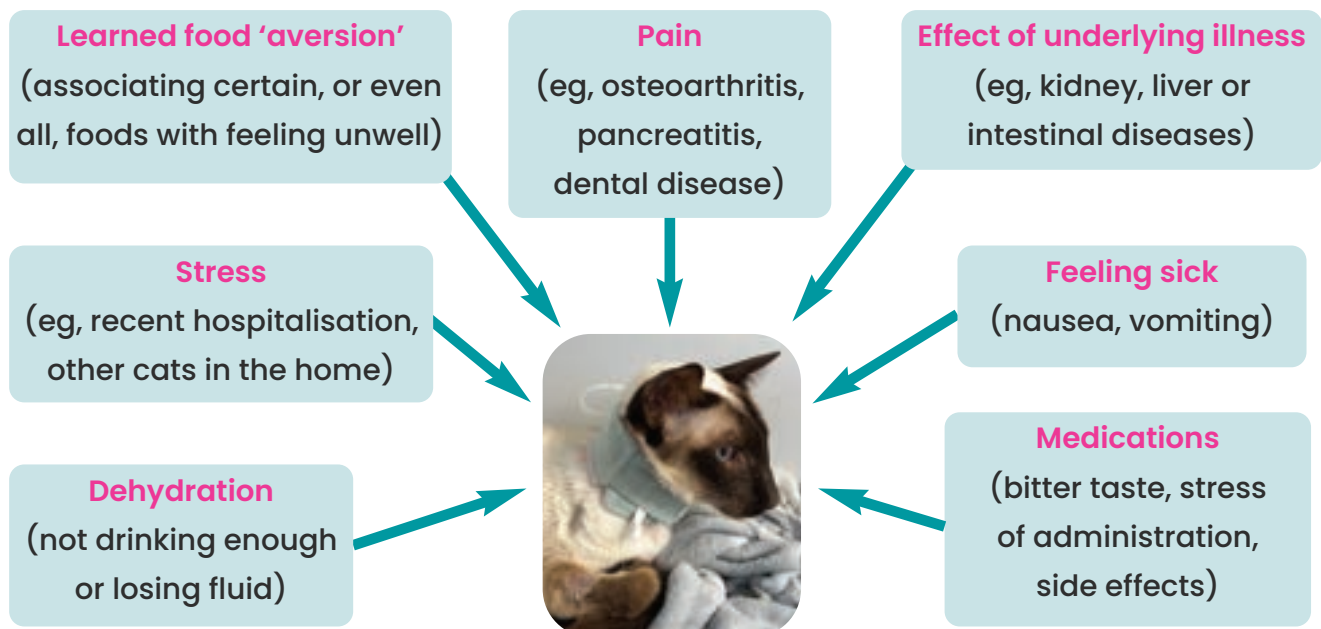 Learned food ‘aversion’
(associating certain, or even
all, foods with feeling unwell)
Pain
(eg, osteoarthritis,
pancreatitis,
dental disease)
Effect of underlying illness
(eg, kidney, liver or
intestinal diseases)
Stress
(eg, recent hospitalisation,
other cats in the home)
Feeling sick
(nausea, vomiting)
Dehydration
(not drinking enough
or losing fluid)
Medications
(bitter taste, stress
of administration,
side effects)